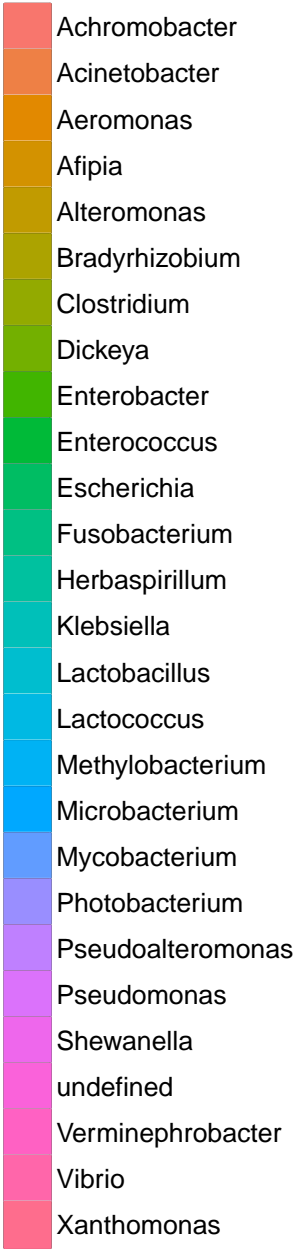 Achromobacter
Acinetobacter
Aeromonas
Afipia
Alteromonas
Bradyrhizobium
Clostridium
Dickeya
Enterobacter
Enterococcus
Escherichia
Fusobacterium
Herbaspirillum
Klebsiella
Lactobacillus
Lactococcus
Methylobacterium
Microbacterium
Mycobacterium
Photobacterium
Pseudoalteromonas
Pseudomonas
Shewanella
undefined
Verminephrobacter
Vibrio
Xanthomonas